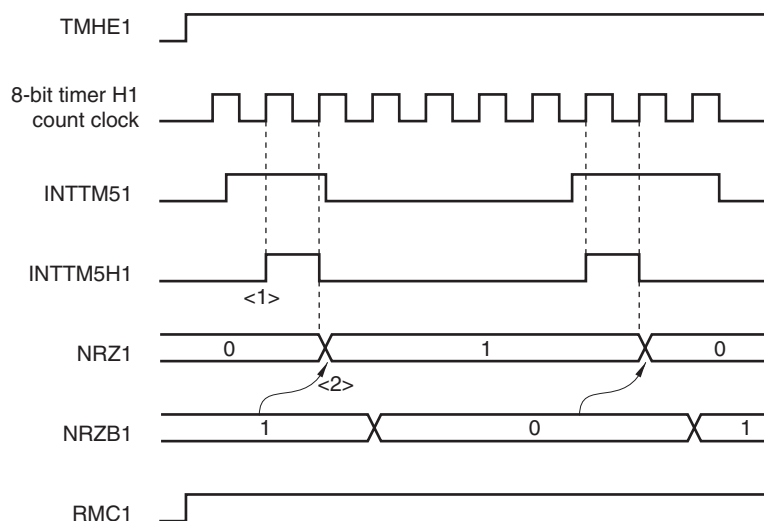 TMHE1
8-bit timer H1
count clock
INTTM51
INTTM5H1
<1>
NRZ1
0
1
0
<2>
NRZB1
1
0
1
RMC1